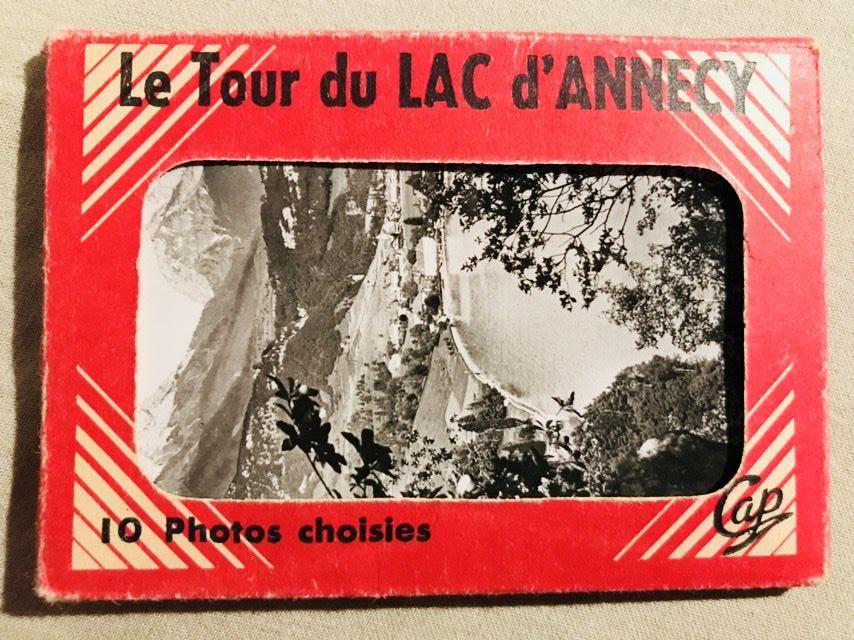 Le Tour du LAC d'ANNECY
10 Photos choisies
Cap